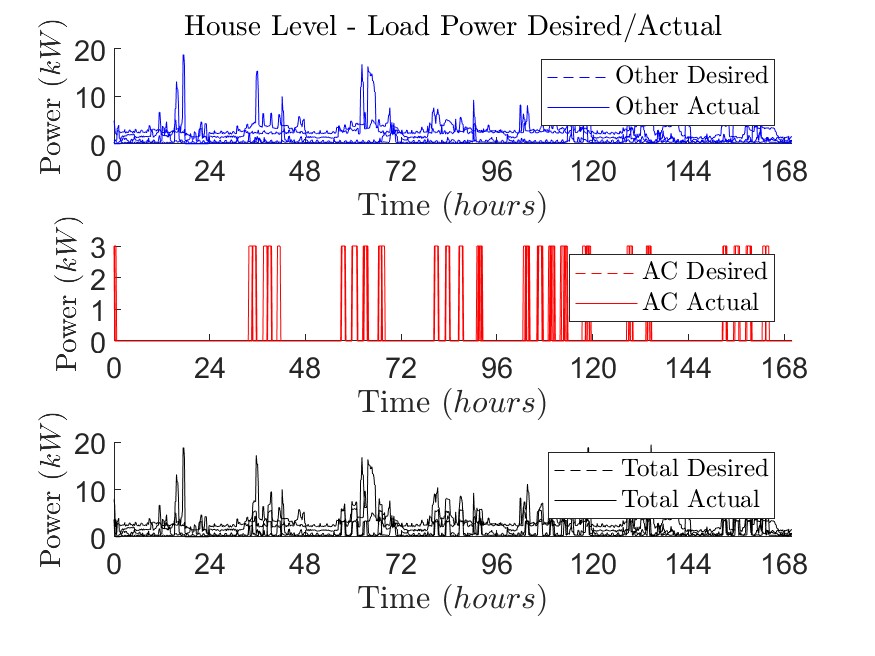 House Level - Load Power Desired/Actual
Power (kW)
20
10
0
Other Desired
Other Actual
0 24 48 72 96 120 144 168
Time (hours)
Power (kW)
3
2
1
0
AC Desired
AC Actual
0 24 48 72 96 120 144 168
Time (hours)
Power (kW)
20
10
0
Total Desired
Total Actual
0 24 48 72 96 120 144 168
Time (hours)